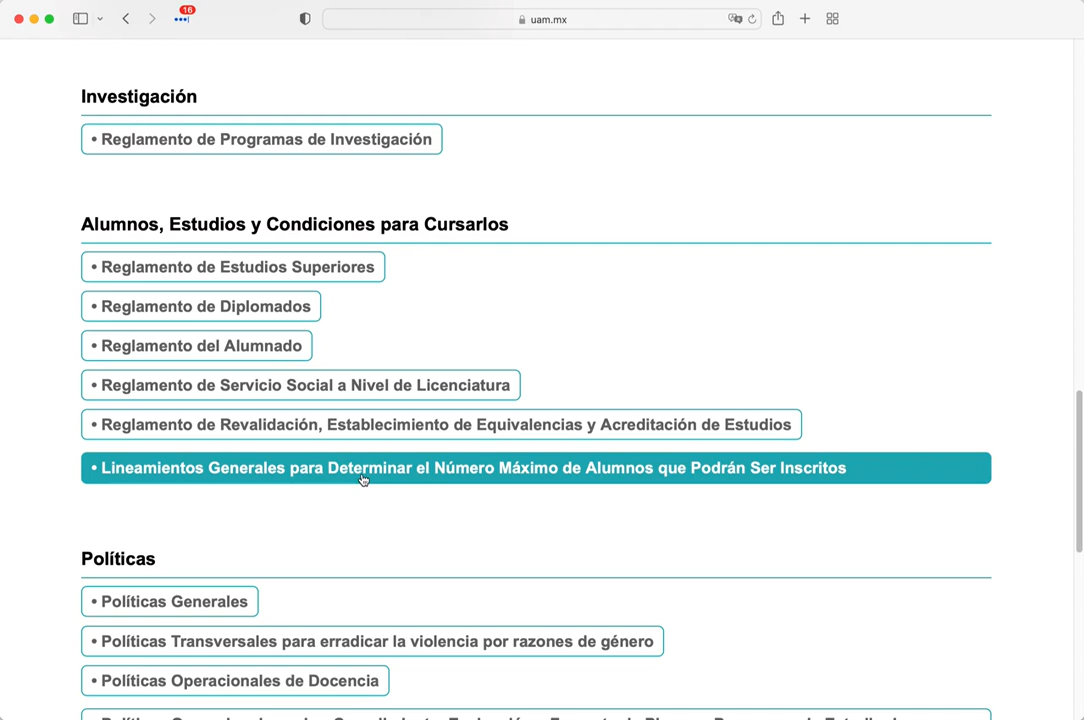 16
uam.mx
Investigación
• Reglamento de Programas de Investigación
Alumnos, Estudios y Condiciones para Cursarlos
• Reglamento de Estudios Superiores
• Reglamento de Diplomados
• Reglamento del Alumnado
• Reglamento de Servicio Social a Nivel de Licenciatura
• Reglamento de Revalidación, Establecimiento de Equivalencias y Acreditación de Estudios
• Lineamientos Generales para Determinar el Número Máximo de Alumnos que Podrán Ser Inscritos
Políticas
• Políticas Generales
• Políticas Transversales para erradicar la violencia por razones de género
• Políticas Operacionales de Docencia